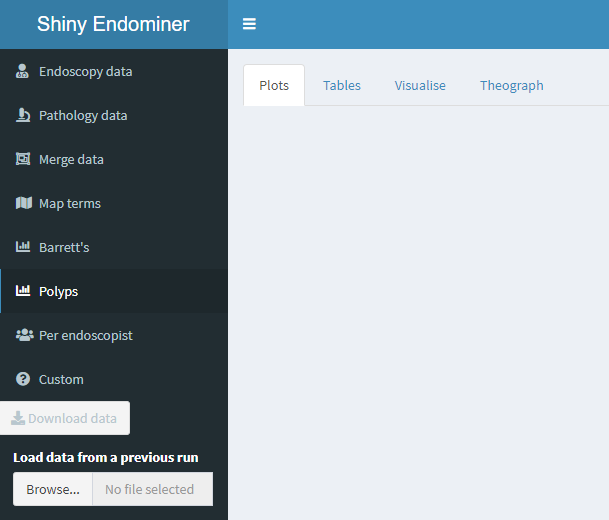 Shiny Endominer
Endoscopy data
Pathology data
Merge data
Map terms
Barrett's
Polyps
Per endoscopist
Custom
Download data
Load data from a previous run
Browse... No file selected
Plots Tables Visualise Theograph